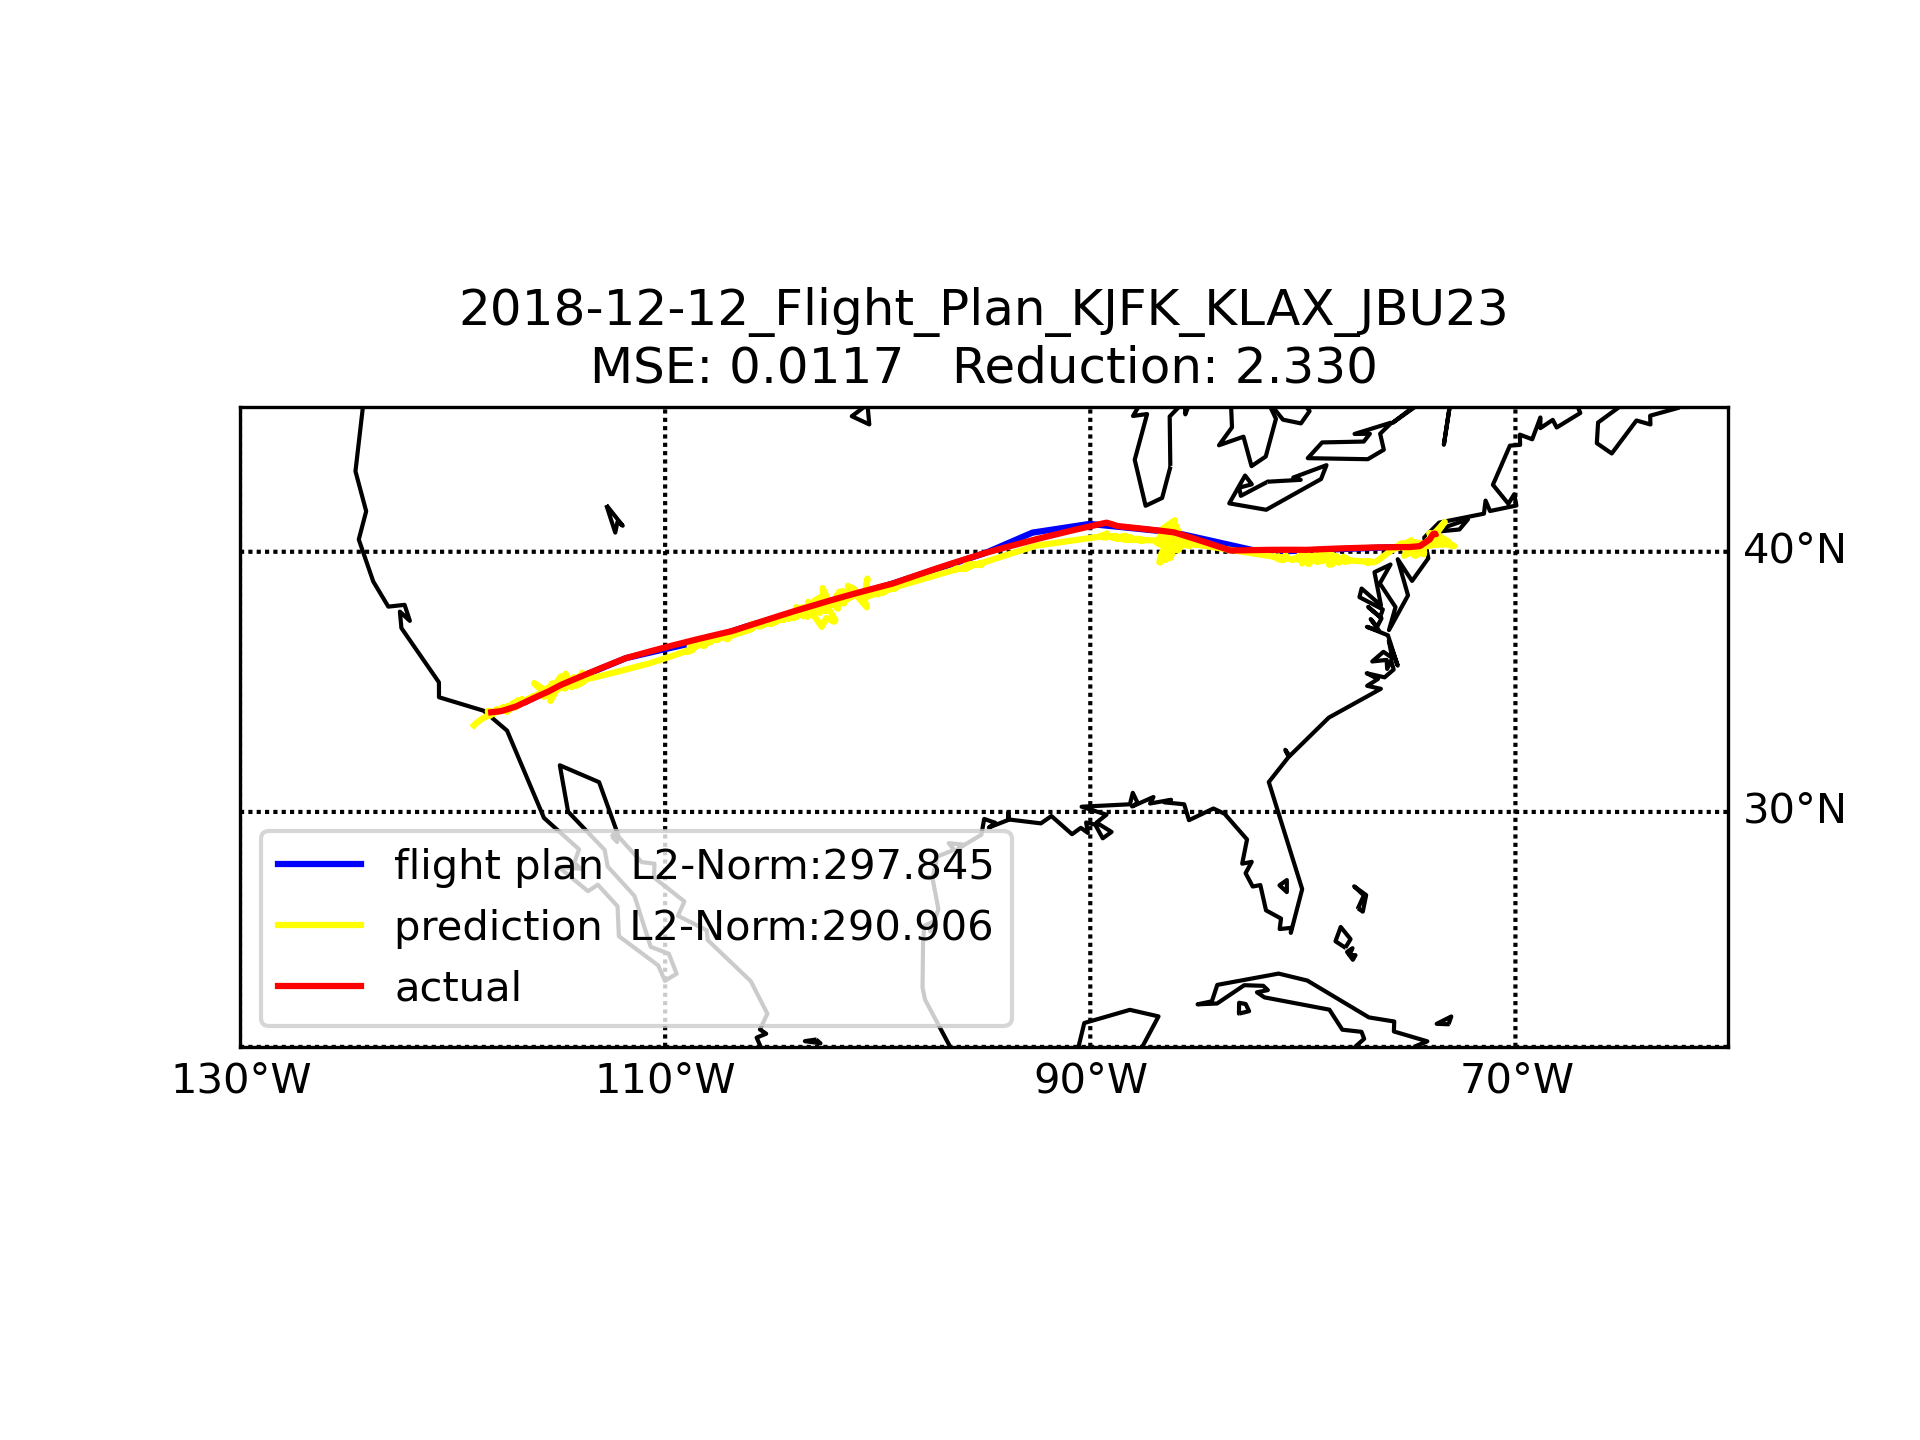 2018-12-12_Flight_Plan_KJFK_KLAX_JBU23
MSE: 0.0117 Reduction: 2.330
40°N
30°N
flight plan L2-Norm:297.845
prediction L2-Norm:290.906
actual
130°W 110°W 90°W 70°W